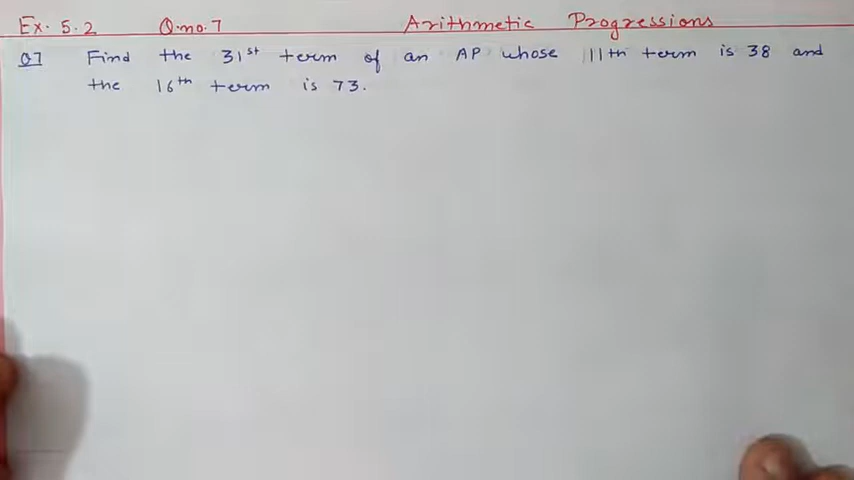 Ex. 5.2 Q.no.7 Arithmetic Progressions
Q7 Find the 31st term of an AP whose 11th term is 38 and
the 16th term is 73.